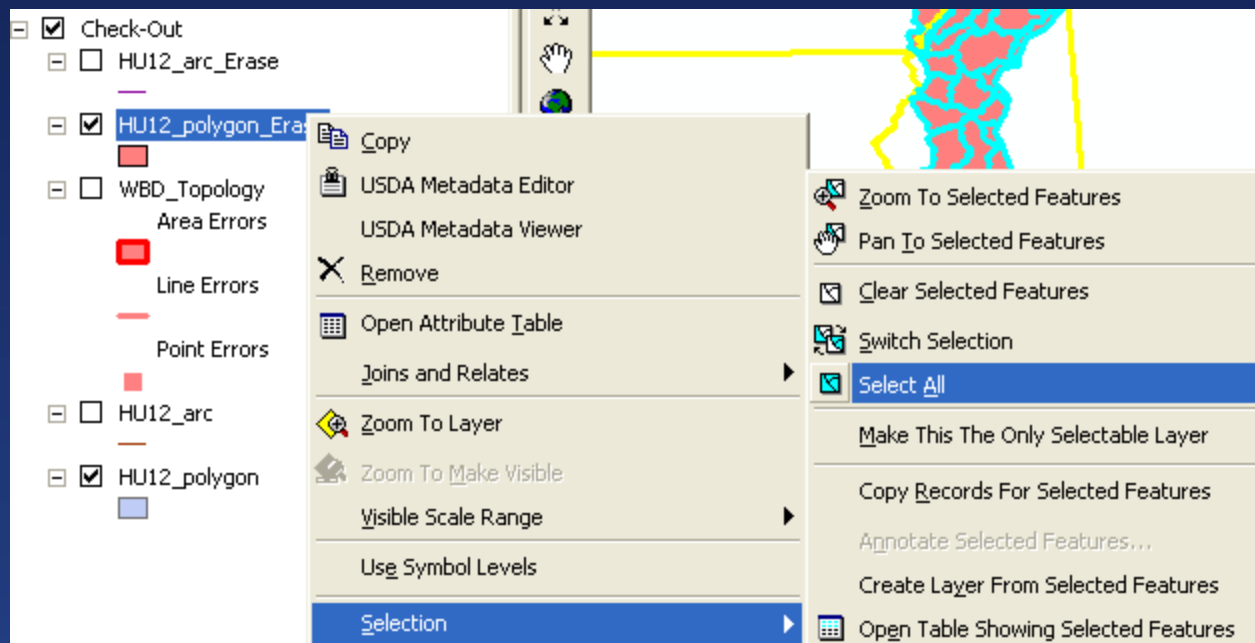 Check-Out
HU12_arc_Erase
HU12_polygon_Eras
WBD_Topology
Area Errors
Line Errors
Point Errors
HU12_arc
HU12_polygon
Copy
USDA Metadata Editor
USDA Metadata Viewer
Remove
Open Attribute Table
Joins and Relates
Zoom To Layer
Zoom To Make Visible
Visible Scale Range
Use Symbol Levels
Selection
Zoom To Selected Features
Pan To Selected Features
Clear Selected Features
Switch Selection
Select All
Make This The Only Selectable Layer
Copy Records For Selected Features
Annotate Selected Features...
Create Layer From Selected Features
Open Table Showing Selected Features